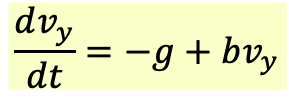 dv_y/dt = −g + bv_y